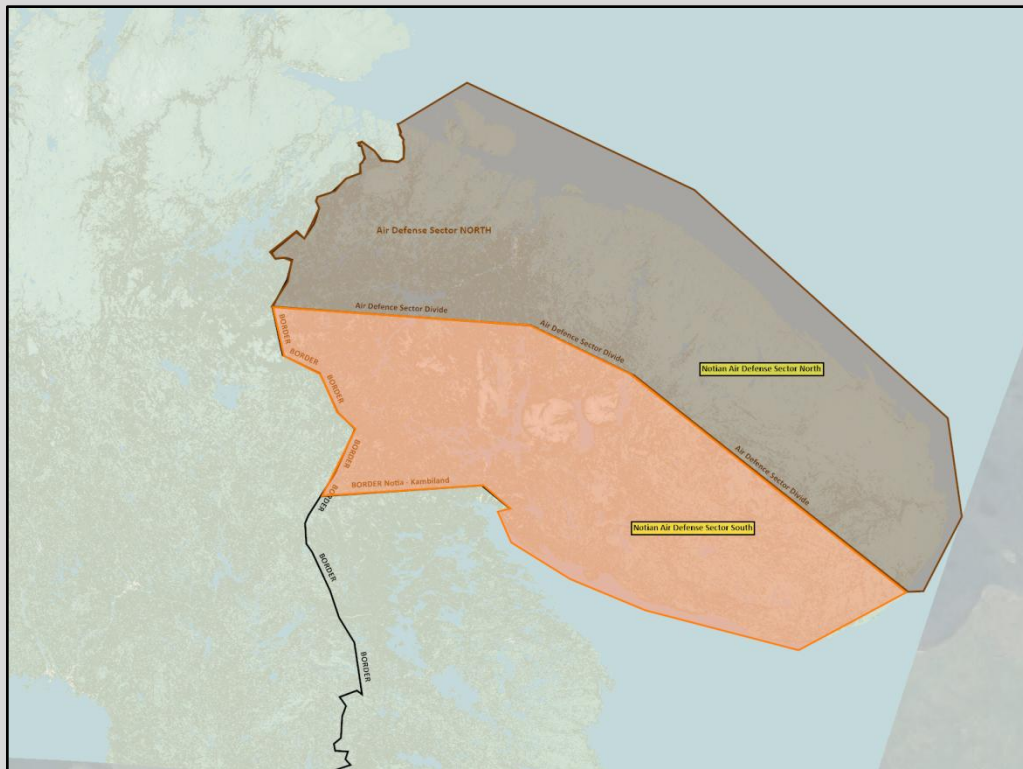 Air Defense Sector NORTH
Air Defence Sector Divide
BORDER
Air Defence Sector Divide
BORDER
Notian Air Defense Sector North
BORDER
BORDER
Air Defence Sector Divide
BORDER Notia - Kambiland
BORDER
Notian Air Defense Sector South
BORDER
BORDER